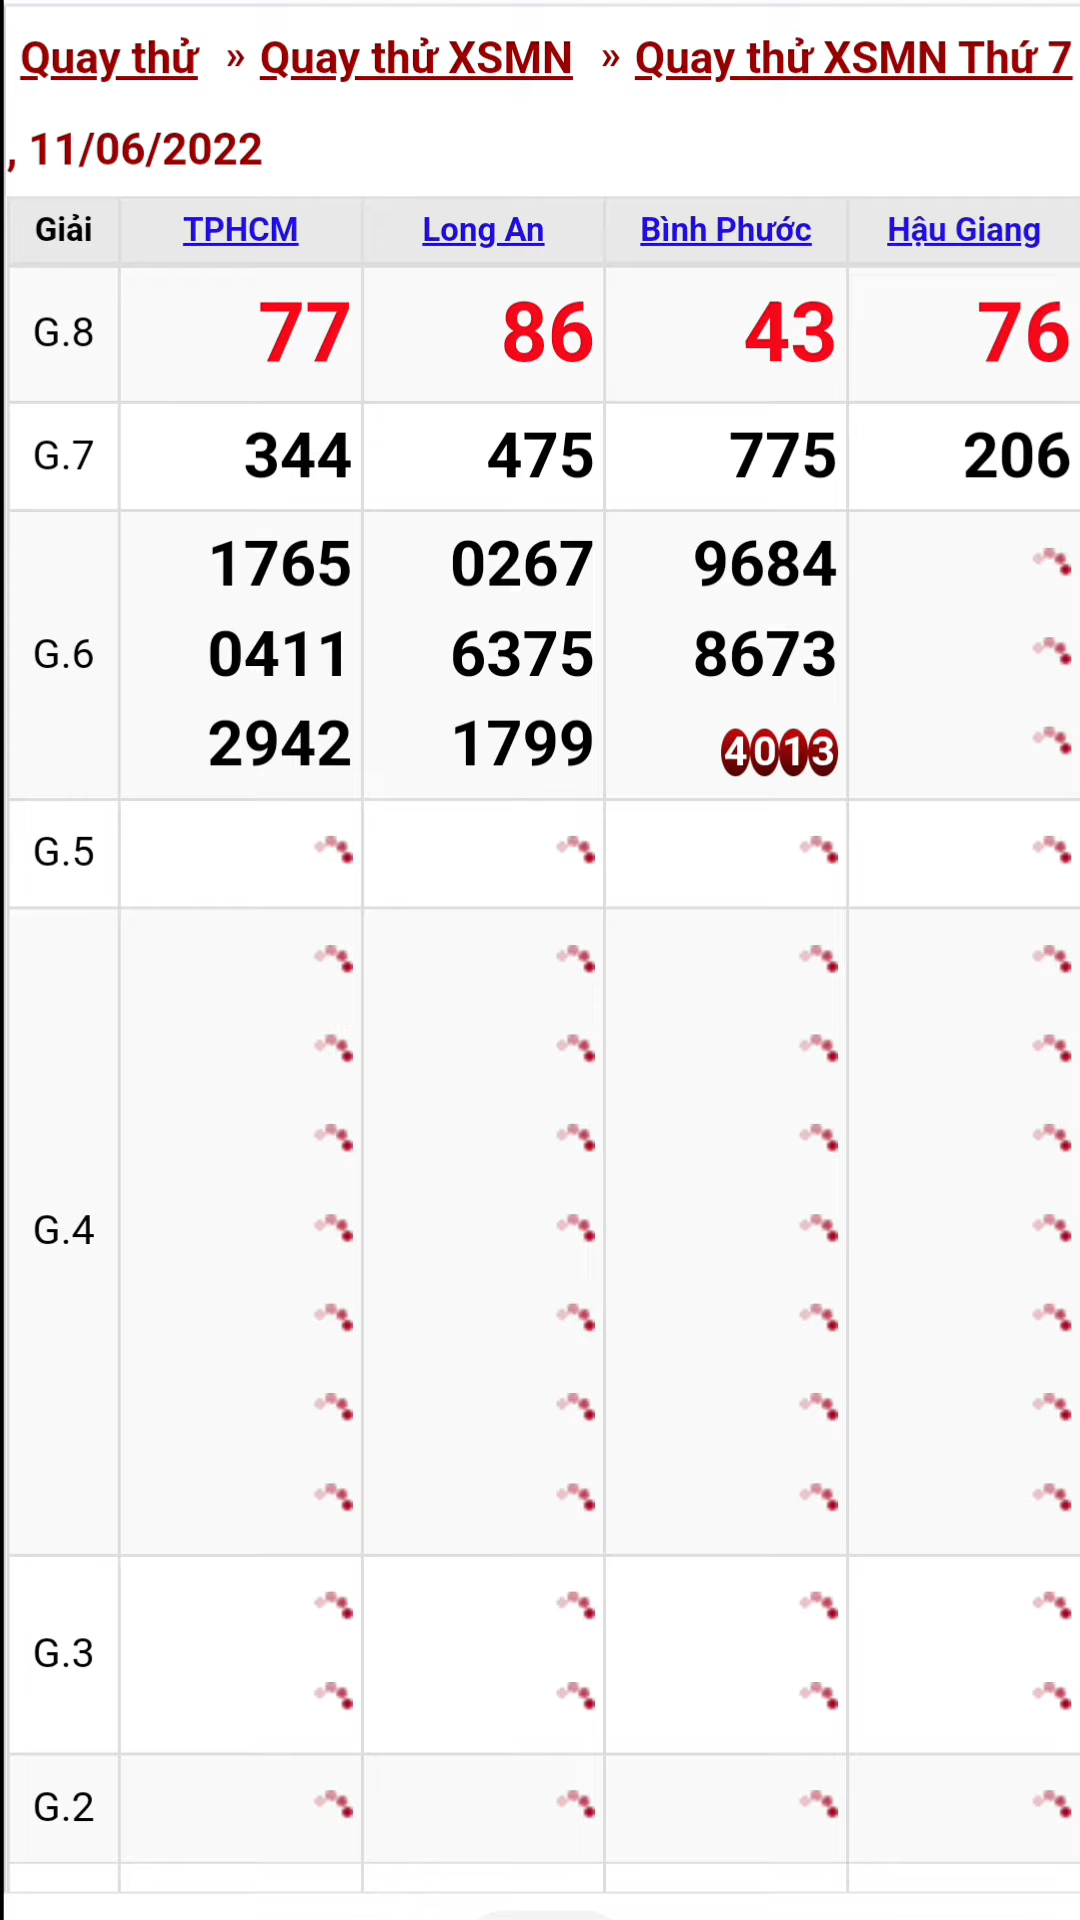 Quay thử » Quay thử XSMN » Quay thử XSMN Thứ 7
, 11/06/2022
Giải TPHCM Long An Bình Phước Hậu Giang
G.8 77 86 43 76
G.7 344 475 775 206
1765 0267 9684
G.6 0411 6375 8673
2942 1799 4013
G.5
G.4
G.3
G.2